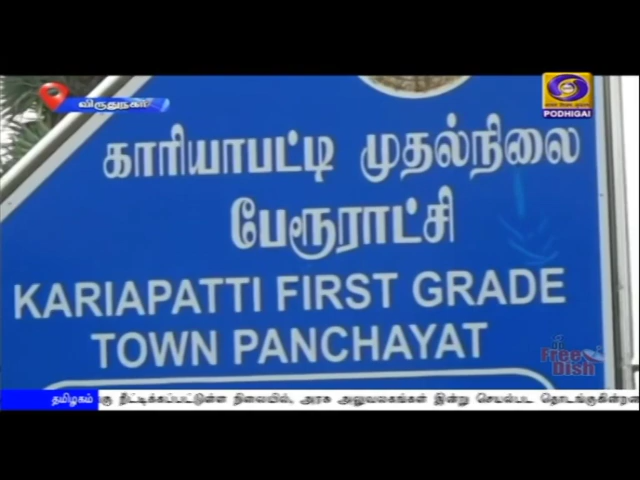 விருதுநகர்
PODHIGAI
காரியாபட்டி முதல்நிலை
பேரூராட்சி
KARIAPATTI FIRST GRADE
TOWN PANCHAYAT
DD
Free
Dish
தமிழகம்
நீட்டிக்கப்பட்டுள்ள நிலையில், அரசு அலுவலகங்கள் இன்று செயல்பட தொடங்குகின்றன